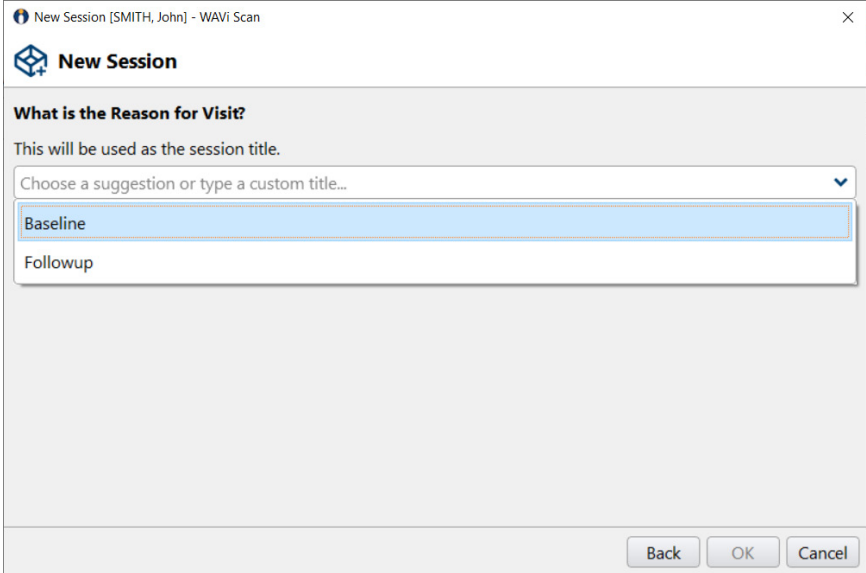 New Session [SMITH, John] - WAVi Scan
New Session
What is the Reason for Visit?
This will be used as the session title.
Choose a suggestion or type a custom title...
Baseline
Followup
Back OK Cancel